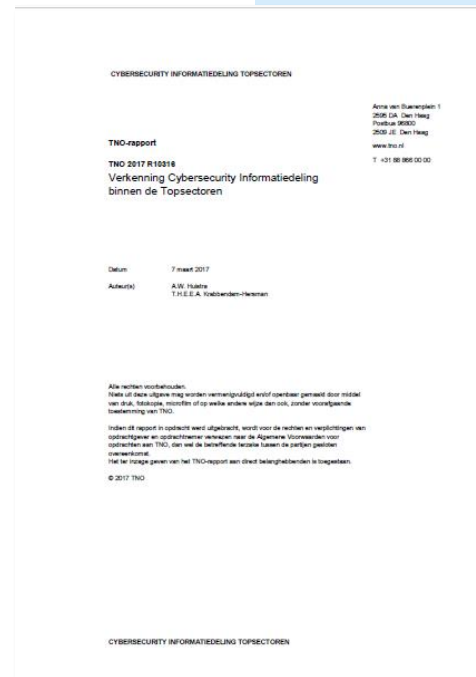 CYBERSECURITY INFORMATIEDELING TOPSECTOREN
Anna van Buerenplein 1
2595 DA Den Haag
Postbus 96800
2509 JE Den Haag
www.tno.nl
T +31 88 866 00 00
TNO-rapport
TNO 2017 R10316
Verkenning Cybersecurity Informatiedeling
binnen de Topsectoren
Datum 7 maart 2017
Auteur(s) A.W. Huistra
T.H.E.E.A. Krabbendam-Hersman
Alle rechten voorbehouden.
Niets uit deze uitgave mag worden vermenigvuldigd en/of openbaar gemaakt door middel
van druk, fotokopie, microfilm of op welke andere wijze dan ook, zonder voorafgaande
toestemming van TNO.
Indien dit rapport in opdracht werd uitgebracht, wordt voor de rechten en verplichtingen van
opdrachtgever en opdrachtnemer verwezen naar de Algemene Voorwaarden voor
opdrachten aan TNO, dan wel de betreffende terzake tussen de partijen gesloten
overeenkomst.
Het ter inzage geven van het TNO-rapport aan direct belanghebbenden is toegestaan.
© 2017 TNO
CYBERSECURITY INFORMATIEDELING TOPSECTOREN